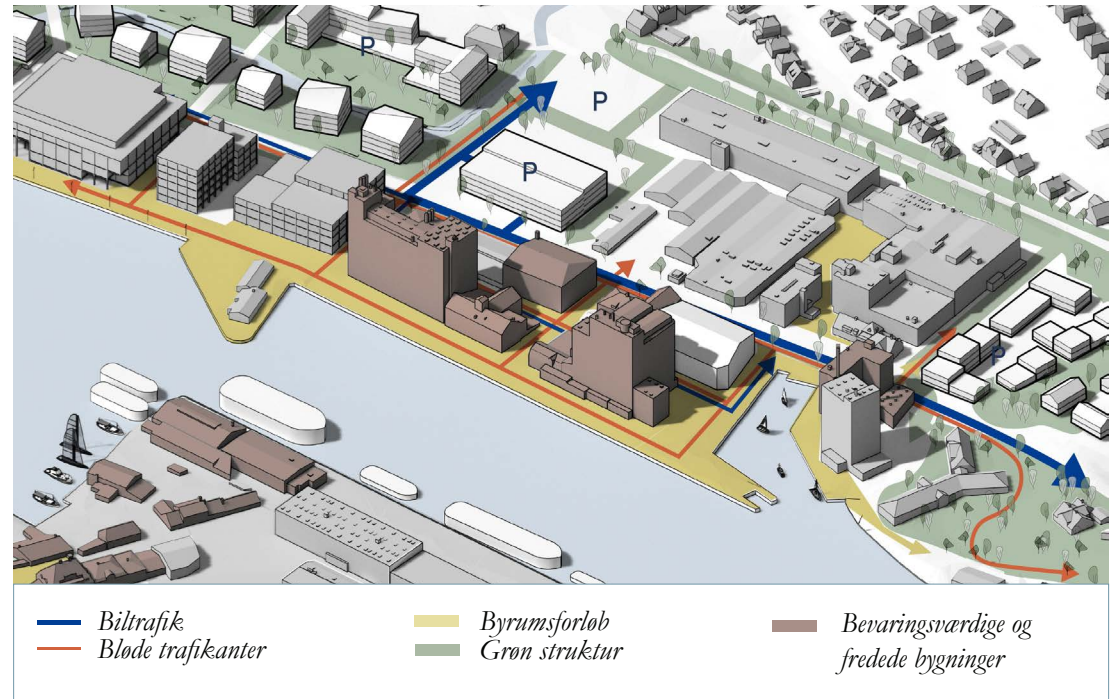 P
P
P
P
Biltrafik
Bløde trafikanter
Byrumsforløb
Grøn struktur
Bevaringsværdige og
fredede bygninger